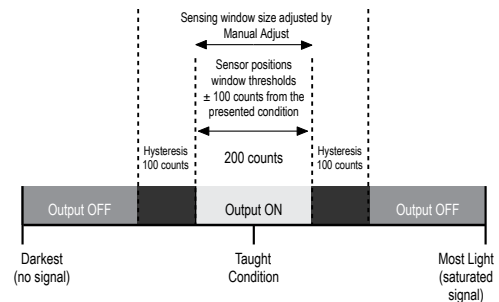 Sensing window size adjusted by
Manual Adjust
Sensor positions
window thresholds
± 100 counts from the
presented condition
Hysteresis
100 counts
200 counts
Hysteresis
100 counts
Output OFF
Output ON
Output OFF
Darkest
(no signal)
Taught
Condition
Most Light
(saturated
signal)